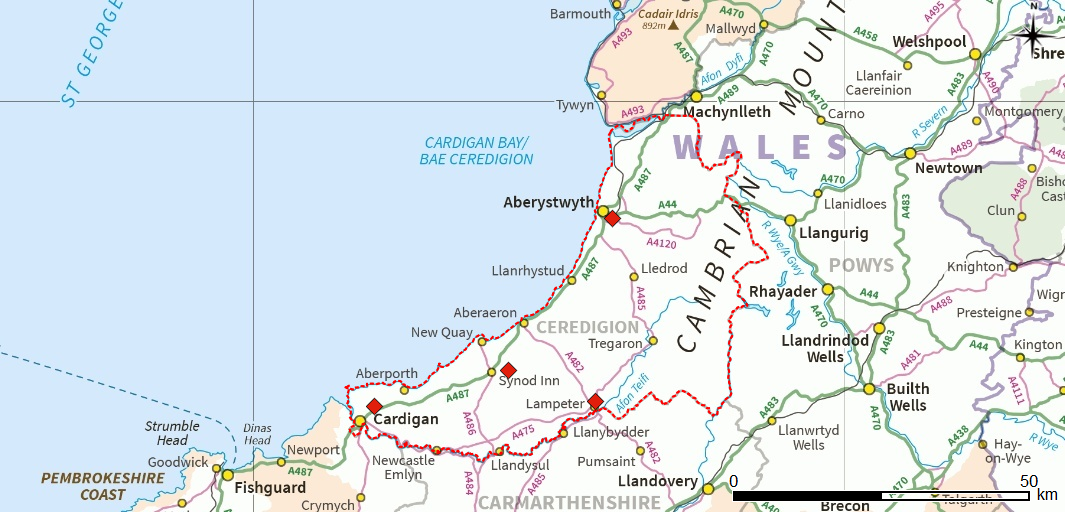 Barmouth
Cadair Idris
892m
A470
A495
N
A493
Mallwyd
A458
Welshpool
A487
A470
Shre
ST GEORGE
Afon Dyfi
MOUNT
Llanfair
Caereinion
A483
A490
Tywyn
A493
A489
Machynlleth
A470
Carno
R Severn
Montgomery
CARDIGAN BAY/
BAE CEREDIGION
WALES
A489
A48
Newtown
A487
A470
A488
Bisho
Cast
Aberystwyth
A44
Llanidloes
A483
Clun
R Wye/A Gwy
Llangurig
A4120
CAMBRIAN
POWYS
Llanrhystud
A487
Lledrod
Knighton
A485
Rhayader
A44
A488
Wigr
Aberaeron
CEREDIGION
A470
Presteigne
New Quay
Tregaron
Llandrindod
Wells
A483
A44
Kington
A482
A481
Aberporth
Synod Inn
Afon Teifi
Builth
Wells
A4111
A487
Lampeter
A483
Cardigan
A486
A475
Llanybydder
Llanwrtyd
Wells
A470
A438
Strumble
Head
Dinas
Head
Hay-
on-Wye
R Wye
Goodwick
Newport
A487
Newcastle
Emlyn
Llandysul
Pumsaint
A482
PEMBROKESHIRE
COAST
Fishguard
A484
A485
Llandovery
0
50
km
Crymych
CARMARTHENSHIRE
Brecon
Talgarth